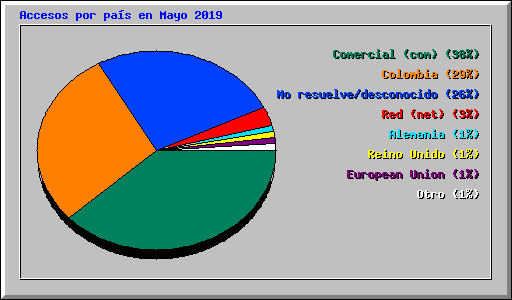 Accesos por país en Mayo 2019
Comercial (com) (38%)
Colombia (29%)
No resuelve/desconocido (26%)
Red (net) (3%)
Alemania (1%)
Reino Unido (1%)
European Union (1%)
Otro (1%)